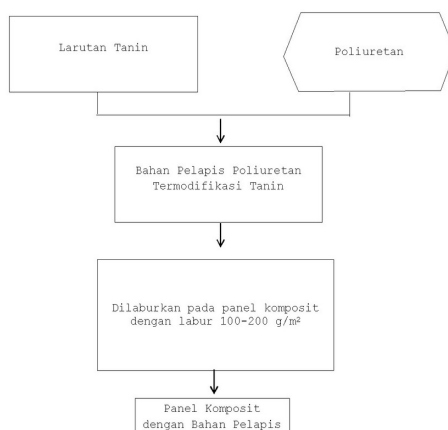 Larutan Tanin
Poliuretan
Bahan Pelapis Poliuretan
Termodifikasi Tanin
Dilaburkan pada panel komposit
dengan labur 100-200 g/m²
Panel Komposit
dengan Bahan Pelapis